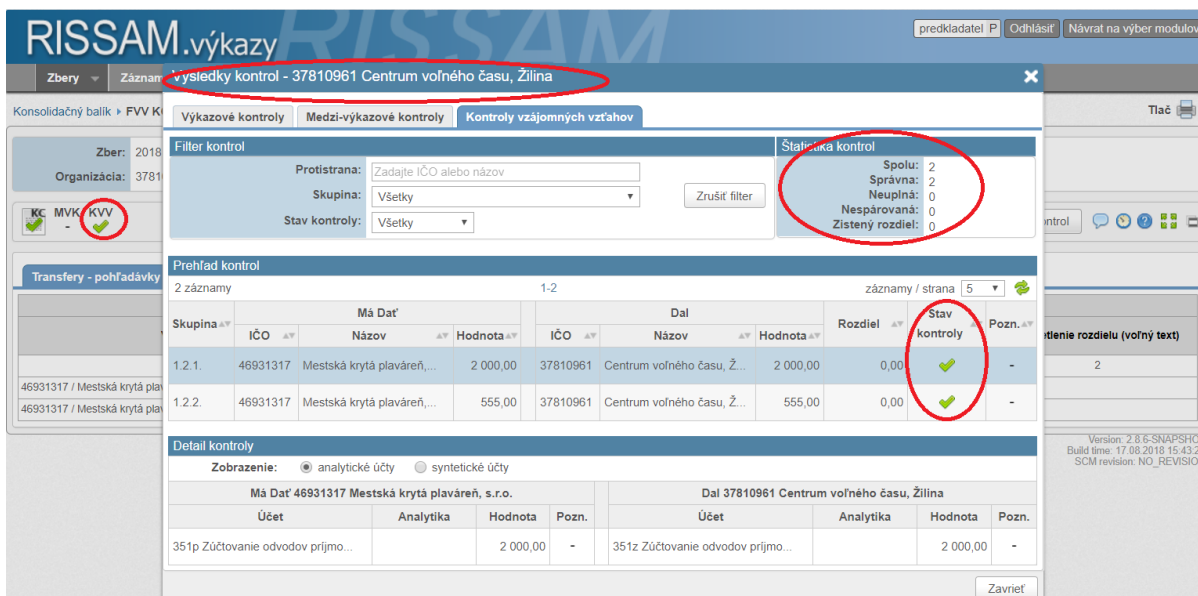 RISSAM.výkazy
RISSAM
predkladatel P Odhlásiť Návrat na výber modulov
Zbery Záznam
Výsledky kontrol - 37810961 Centrum voľného času, Žilina
Konsolidačný balík FVV
Tlač
Výkazové kontroly Medzi-výkazové kontroly Kontroly vzájomných vzťahov
Zber: 2018
Organizácia: 3781
Filter kontrol
Protistrana: Zadajte IČO alebo názov
Skupina: Všetky
Zrušiť filter
Stav kontroly: Všetky
Štatistika kontrol
Spolu: 2
Správna: 2
Neuplná: 0
Nespárovaná: 0
Zistený rozdiel: 0
KC MVK KVV
-
ntrol
Transfery - pohľadávky
Prehľad kontrol
2 záznamy 1-2 záznamy / strana 5
Skupina Má Dať Dal Rozdiel Stav kontroly Pozn.
IČO Názov Hodnota IČO Názov Hodnota
etlenie rozdielu (voľný text)
1.2.1. 46931317 Mestská krytá plaváreň,... 2 000,00 37810961 Centrum voľného času, Ž... 2 000,00 0,00 -
2
46931317 / Mestská krytá pla
1.2.2. 46931317 Mestská krytá plaváreň,... 555,00 37810961 Centrum voľného času, Ž... 555,00 0,00 -
46931317 / Mestská krytá pla
Version: 2.8.6-SNAPSHO
Build time: 17.08.2018 15:43:2
SCM revision: NO_REVISIO
Detail kontroly
Zobrazenie: analytické účty syntetické účty
Má Dať 46931317 Mestská krytá plaváreň, s.r.o. Dal 37810961 Centrum voľného času, Žilina
Účet Analytika Hodnota Pozn. Účet Analytika Hodnota Pozn.
351p Zúčtovanie odvodov príjmo... 2 000,00 - 351z Zúčtovanie odvodov príjmo... 2 000,00 -
Zavrieť